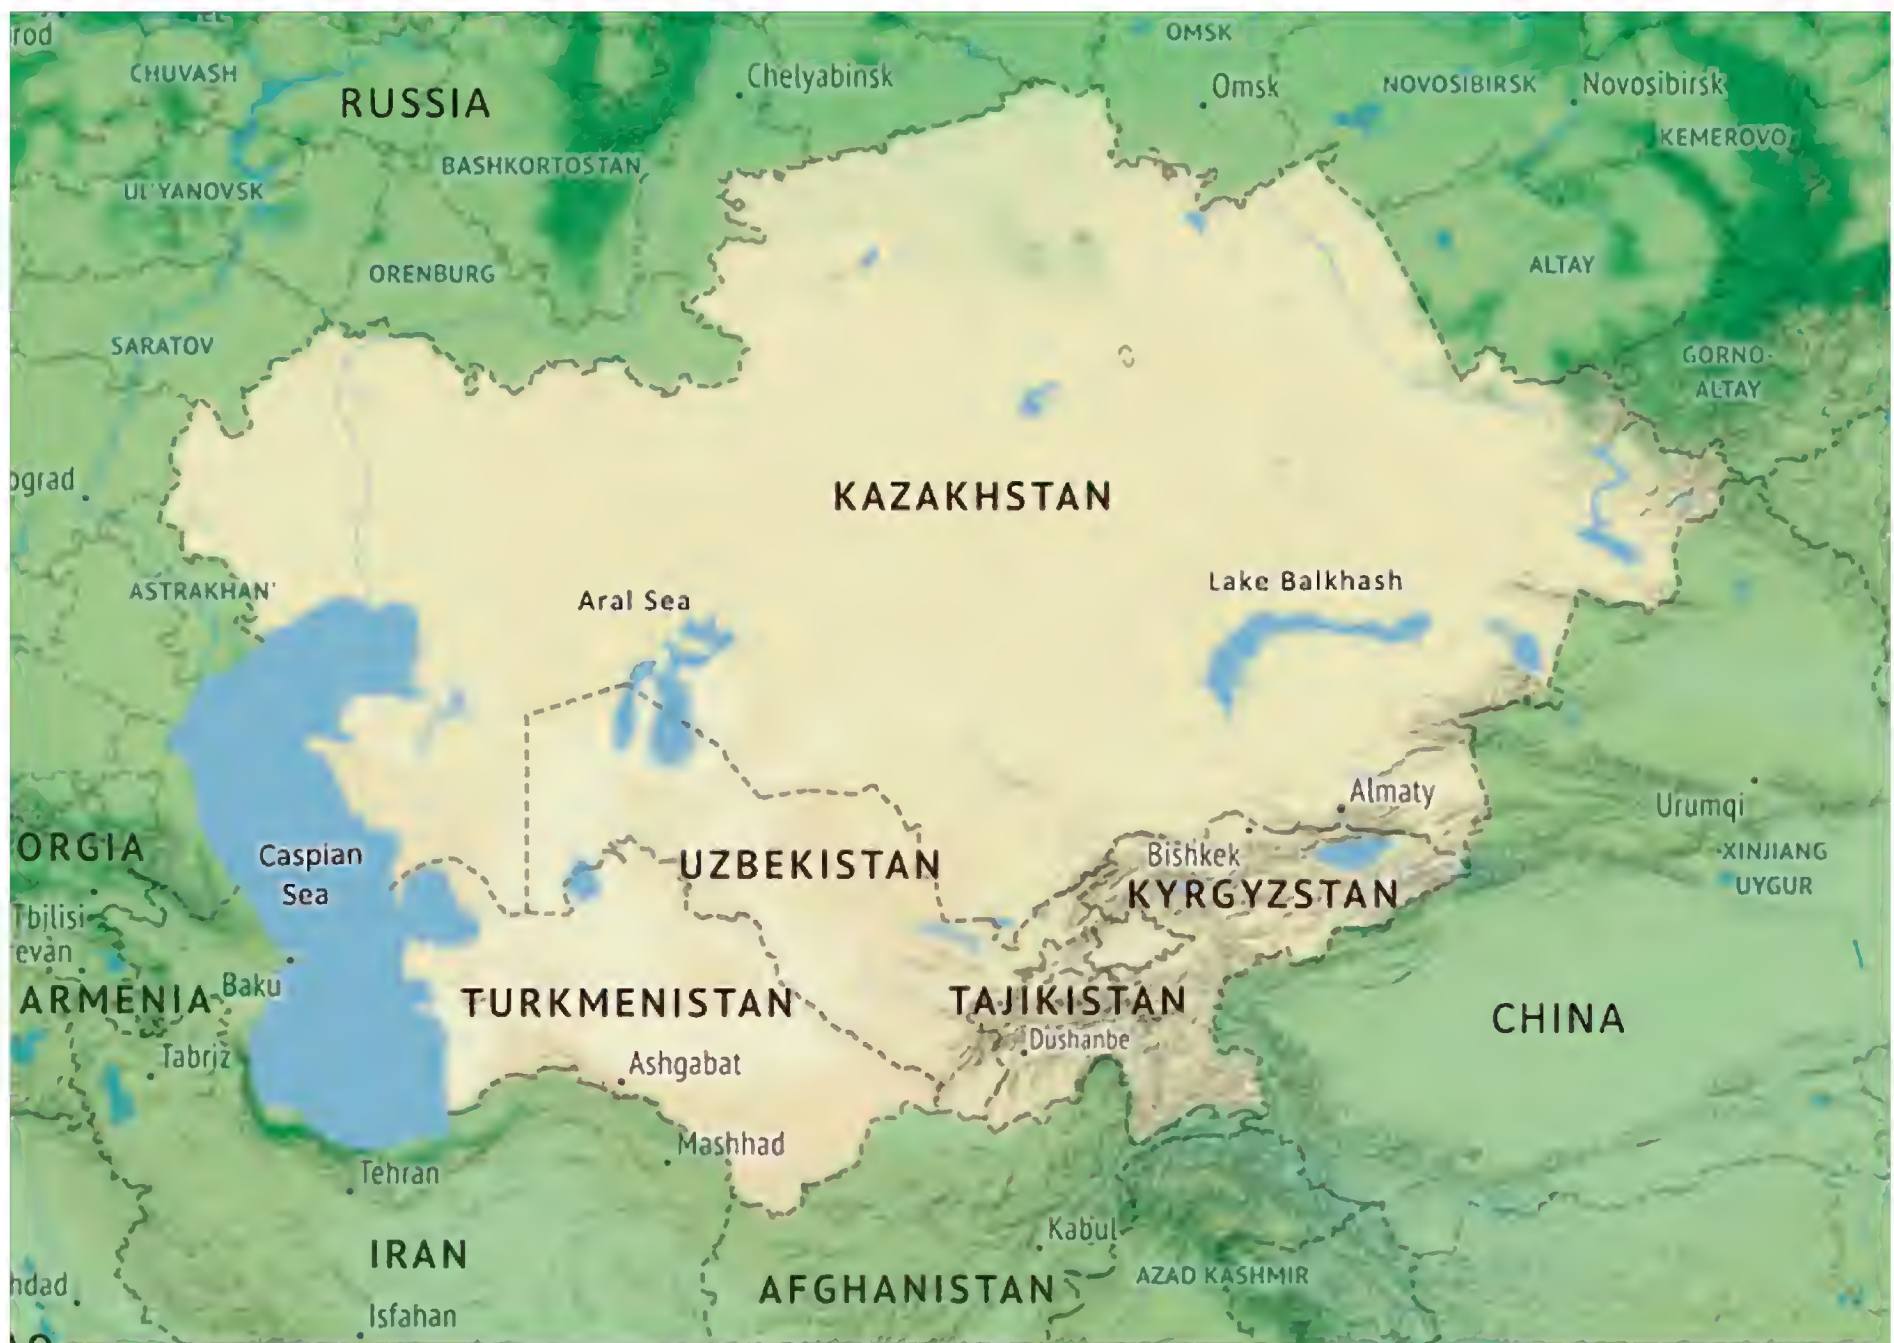 rod
OMSK
CHUVASH
Chelyabinsk
Omsk
NOVOSIBIRSK
Novosibirsk
RUSSIA
KEMEROVO
BASHKORTOSTAN
UL'YANOVSK
ALTAY
ORENBURG
SARATOV
GORNO-
ALTAY
ograd
KAZAKHSTAN
Lake Balkhash
ASTRAKHAN'
Aral Sea
Almaty
Urumqi
ORGIA
Caspian
Sea
UZBEKISTAN
Bishkek
XINJIANG
UYGUR
KYRGYZSTAN
Tbilisi
evan
Baku
ARMENIA
TURKMENISTAN
TAJIKISTAN
CHINA
Dushanbe
Tabriz
Ashgabat
Mashhad
Tehran
Kabul
IRAN
AZAD KASHMIR
AFGHANISTAN
hdad
Isfahan